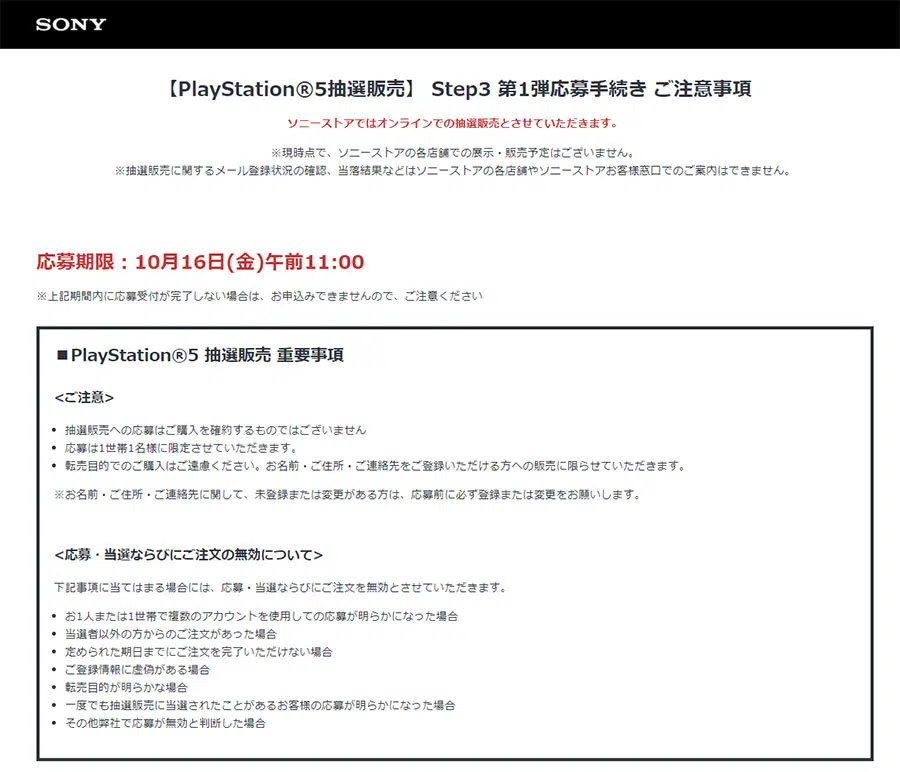 SONY
【PlayStation®5抽選販売】 Step3 第1弾応募手続き ご注意事項
ソニーストアではオンラインでの抽選販売とさせていただきます。
※現時点で、ソニーストアの各店舗での展示・販売予定はございません。
※抽選販売に関するメール登録状況の確認、当落結果などはソニーストアの各店舗やソニーストアお客様窓口でのご案内はできません。
応募期限：10月16日(金)午前11:00
※上記期間内に応募受付が完了しない場合は、お申込みできませんので、ご注意ください
■PlayStation®5 抽選販売 重要事項
<ご注意>
• 抽選販売への応募はご購入を確約するものではございません
• 応募は1世帯1名様に限定させていただきます。
• 転売目的でのご購入はご遠慮ください。お名前・ご住所・ご連絡先をご登録いただける方への販売に限らせていただきます。
※お名前・ご住所・ご連絡先に関して、未登録または変更がある方は、応募前に必ず登録または変更をお願いします。
<応募・当選ならびにご注文の無効について>
下記事項に当てはまる場合には、応募・当選ならびにご注文を無効とさせていただきます。
• お1人または1世帯で複数のアカウントを使用しての応募が明らかになった場合
• 当選者以外の方からのご注文があった場合
• 定められた期日までにご注文を完了いただけない場合
• ご登録情報に虚偽がある場合
• 転売目的が明らかな場合
• 一度でも抽選販売に当選されたことがあるお客様の応募が明らかになった場合
• その他弊社で応募が無効と判断した場合